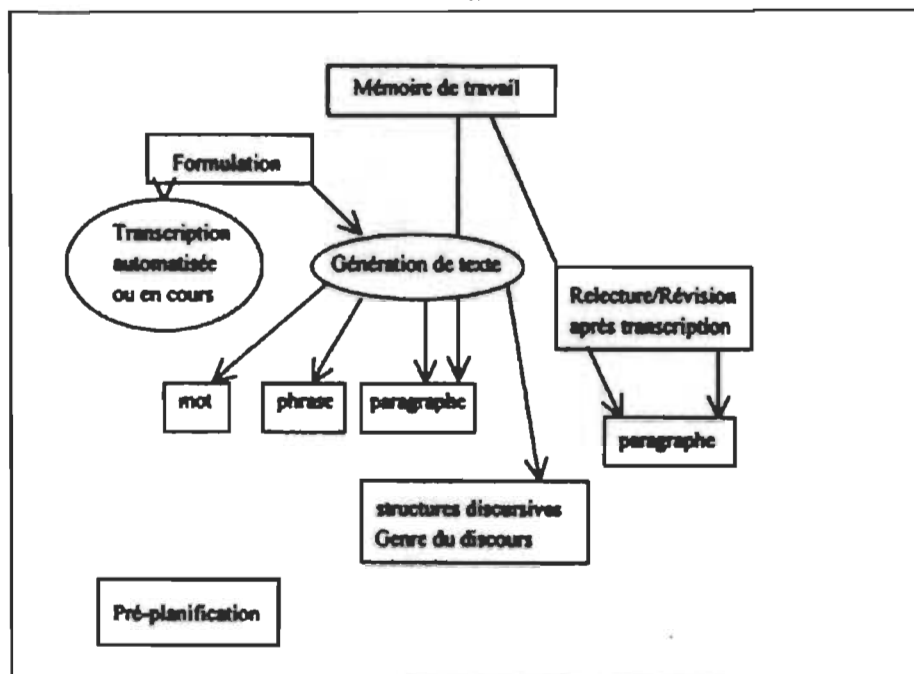 Mémoire de travail
Formulation
Transcription
automatisée
ou en cours
Génération de texte
Relecture/Révision
après transcription
mot
phrase
paragraphe
paragraphe
structures discursives
Genre du discours
Pré-planification